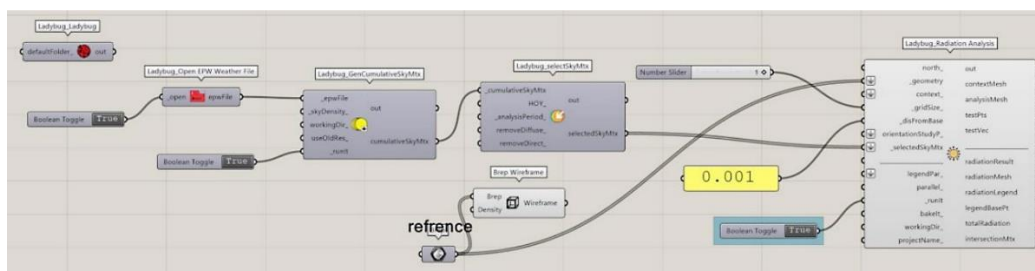 Ladybug_Ladybug
defaultFolder_ out
Ladybug_Open EPW Weather File
_open epwFile
Boolean Toggle True
Ladybug_GenCumulativeSkyMtx
_epwFile
_skyDensity_
workingDir_
useOldRes_
_runIt
out
cumulativeSkyMtx
Boolean Toggle True
Ladybug_selectSkyMtx
_cumulativeSkyMtx
HOY_
_analysisPeriod_
removeDiffuse_
removeDirect_
out
selectedSkyMtx
Brep Wireframe
Brep
Density
Wireframe
refrence
Number Slider 1
0.001
Boolean Toggle True
Ladybug_Radiation Analysis
north_
_geometry
context_
_gridSize_
_disFromBase
orientationStudyP_
_selectedSkyMtx
legendPar_
parallel_
_runIt
bakeIt_
workingDir_
projectName_
out
contextMesh
analysisMesh
testPts
testVec
radiationResult
radiationMesh
radiationLegend
legendBasePt
totalRadiation
intersectionMtx